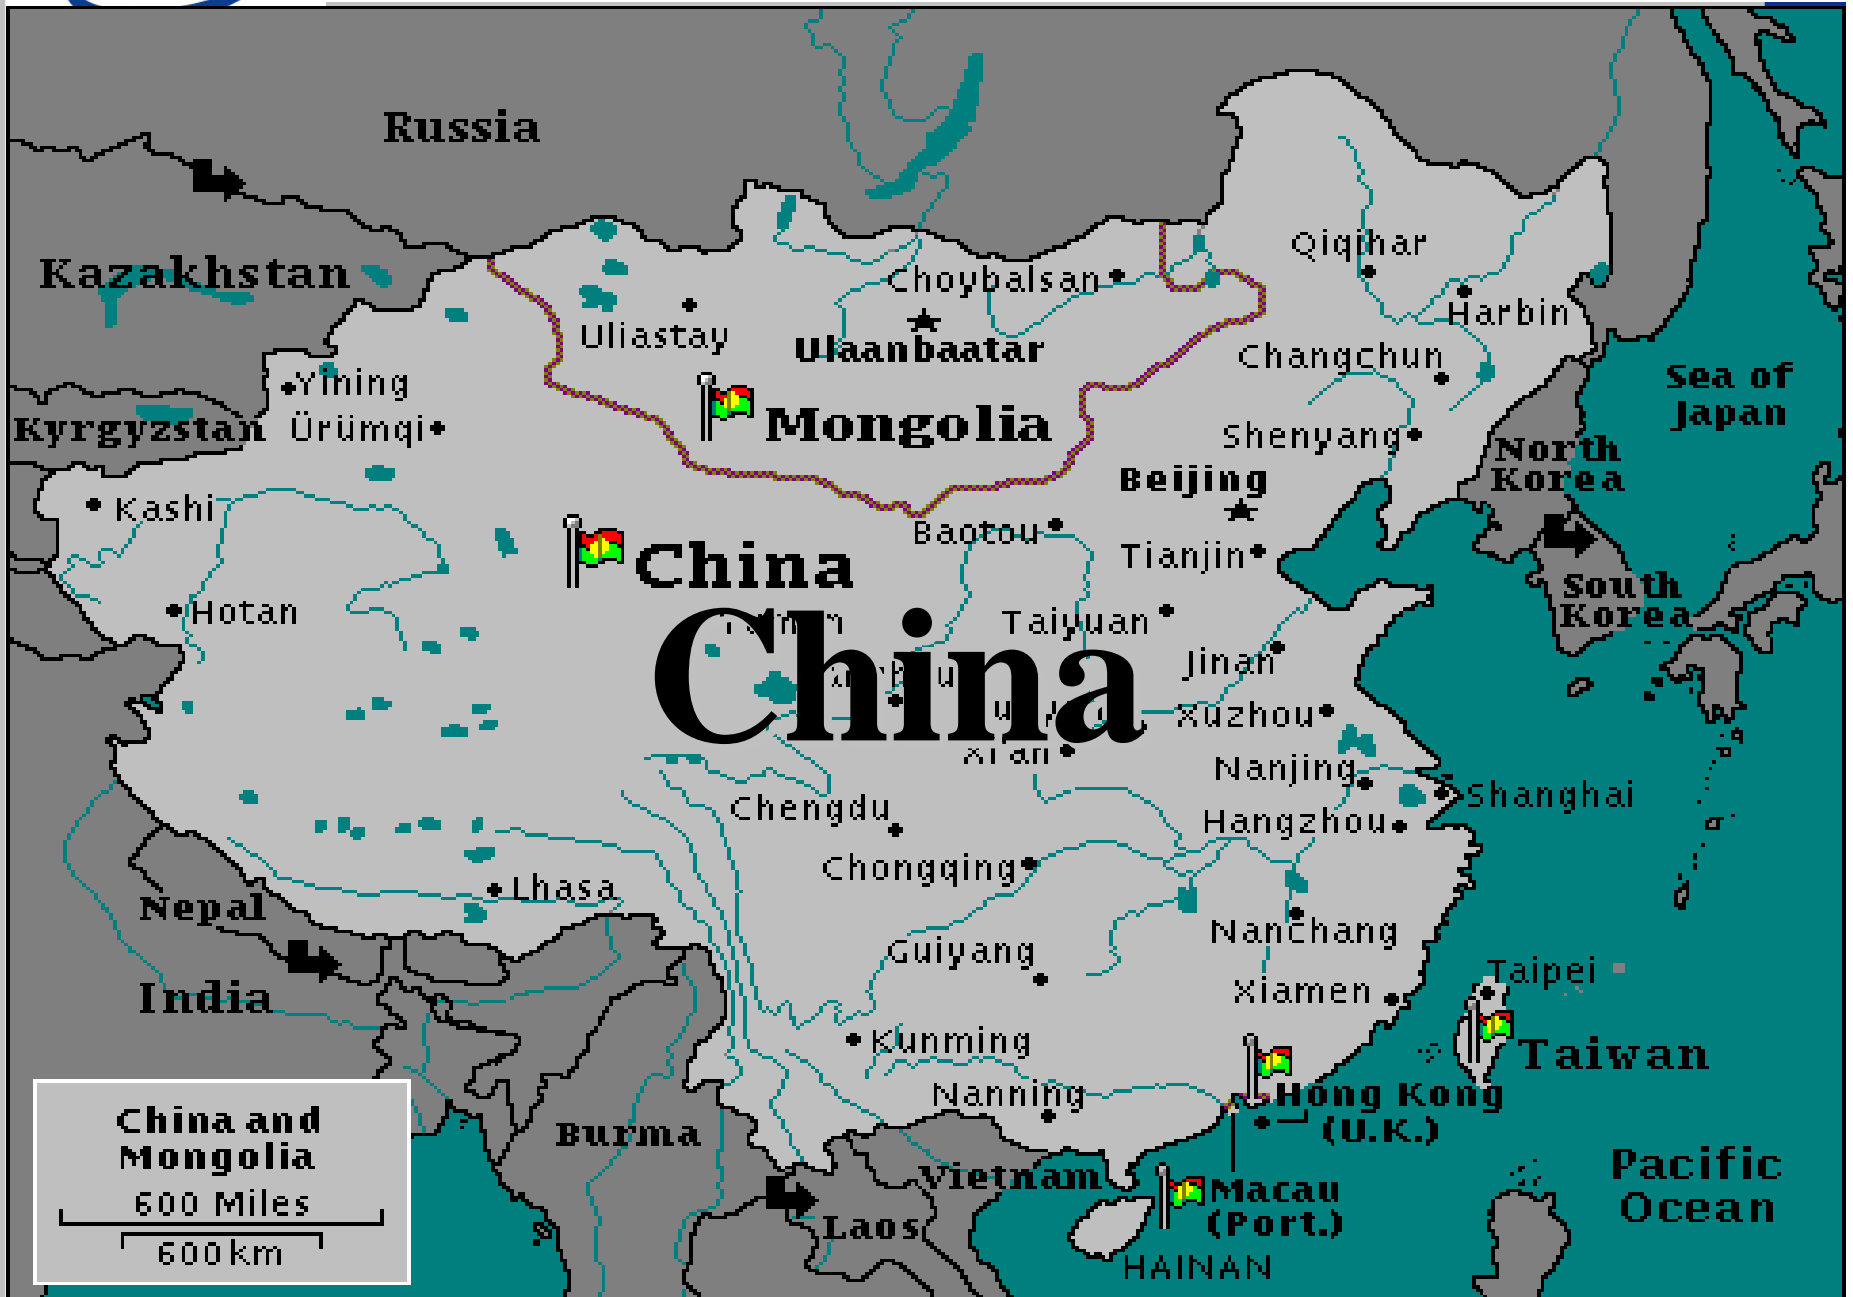 Russia
Kazakhstan
Qiqihar
Choybalsan
Harbin
Uliastay
Ulaanbaatar
Changchun
Yining
Sea of
Japan
Kyrgyzstan
Ürümqi
Mongolia
Shenyang
North
Korea
Beijing
Kashi
Baotou
China
Tianjin
South
Korea
Hotan
China
Taiyuan
Jinan
Xuzhou
Nanjing
Shanghai
Chengdu
Hangzhou
Chongqing
Lhasa
Nepal
Nanchang
Guiyang
Taipei
India
Xiamen
Kunming
Taiwan
Nanning
Hong Kong
(U.K.)
China and
Mongolia
600 Miles
600km
Burma
Vietnam
Pacific
Ocean
Macau
(Port.)
Laos
HAINAN